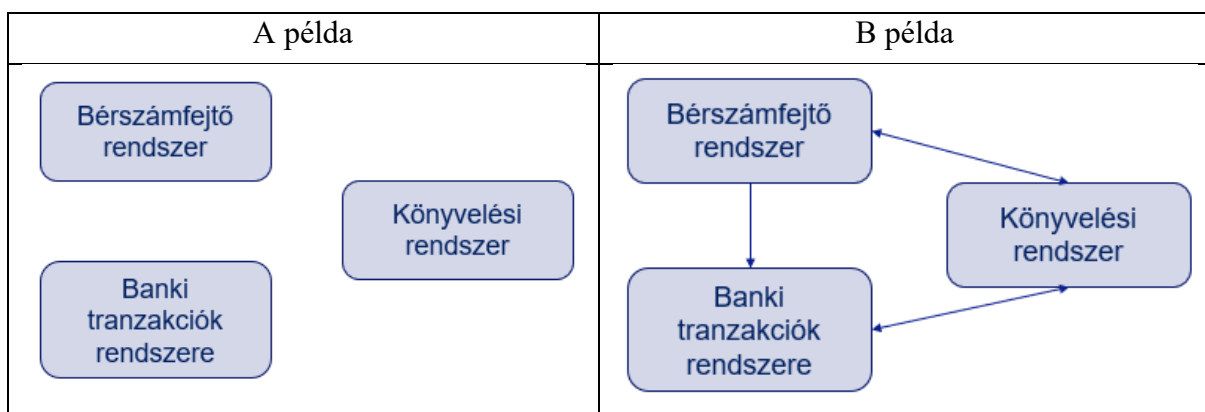 A példa
B példa
Bérszámfejtő
rendszer
Könyvelési
rendszer
Banki
tranzakciók
rendszere
Bérszámfejtő
rendszer
Könyvelési
rendszer
Banki
tranzakciók
rendszere